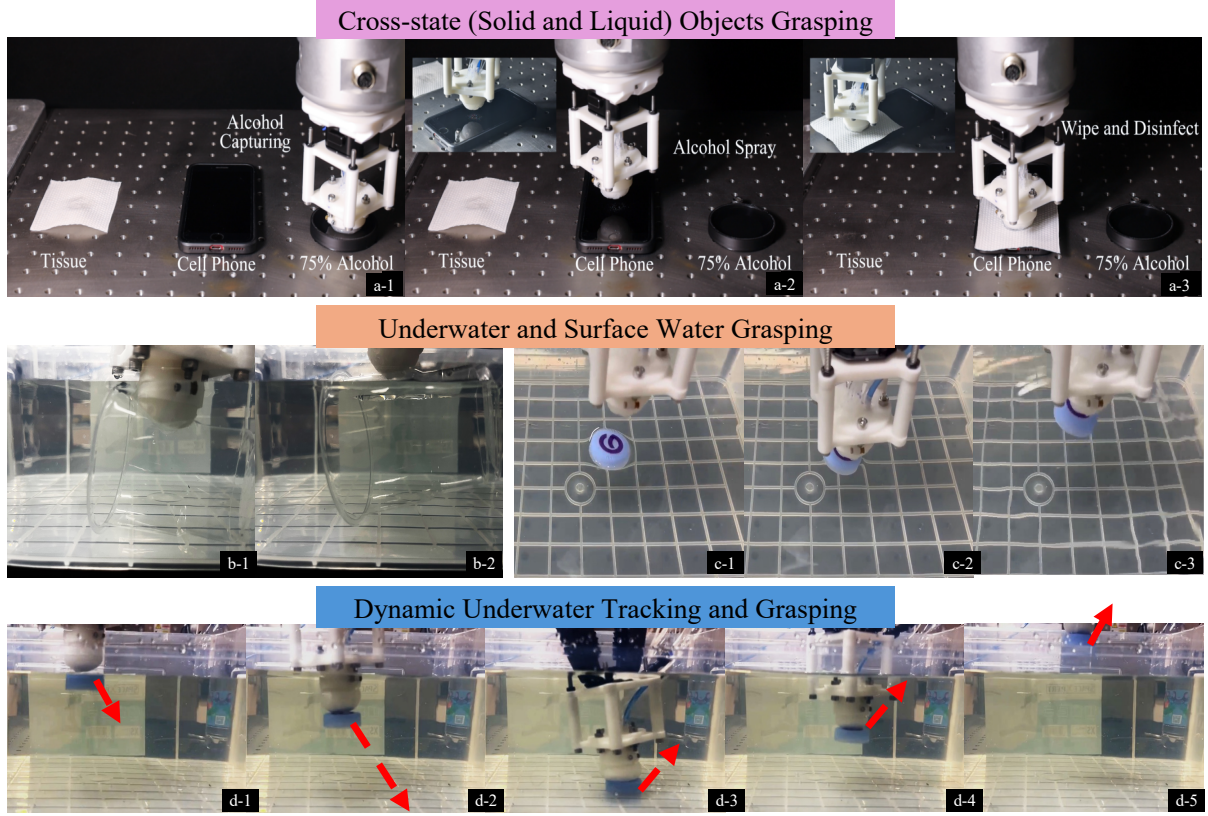 Cross-state (Solid and Liquid) Objects Grasping
Alcohol
Capturing
Tissue
Cell Phone
75% Alcohol
a-1
Alcohol Spray
Tissue
Cell Phone
75% Alcohol
a-2
Wipe and Disinfect
Tissue
Cell Phone
75% Alcohol
a-3
Underwater and Surface Water Grasping
6
b-1
b-2
c-1
c-2
c-3
Dynamic Underwater Tracking and Grasping
d-1
d-2
d-3
d-4
d-5